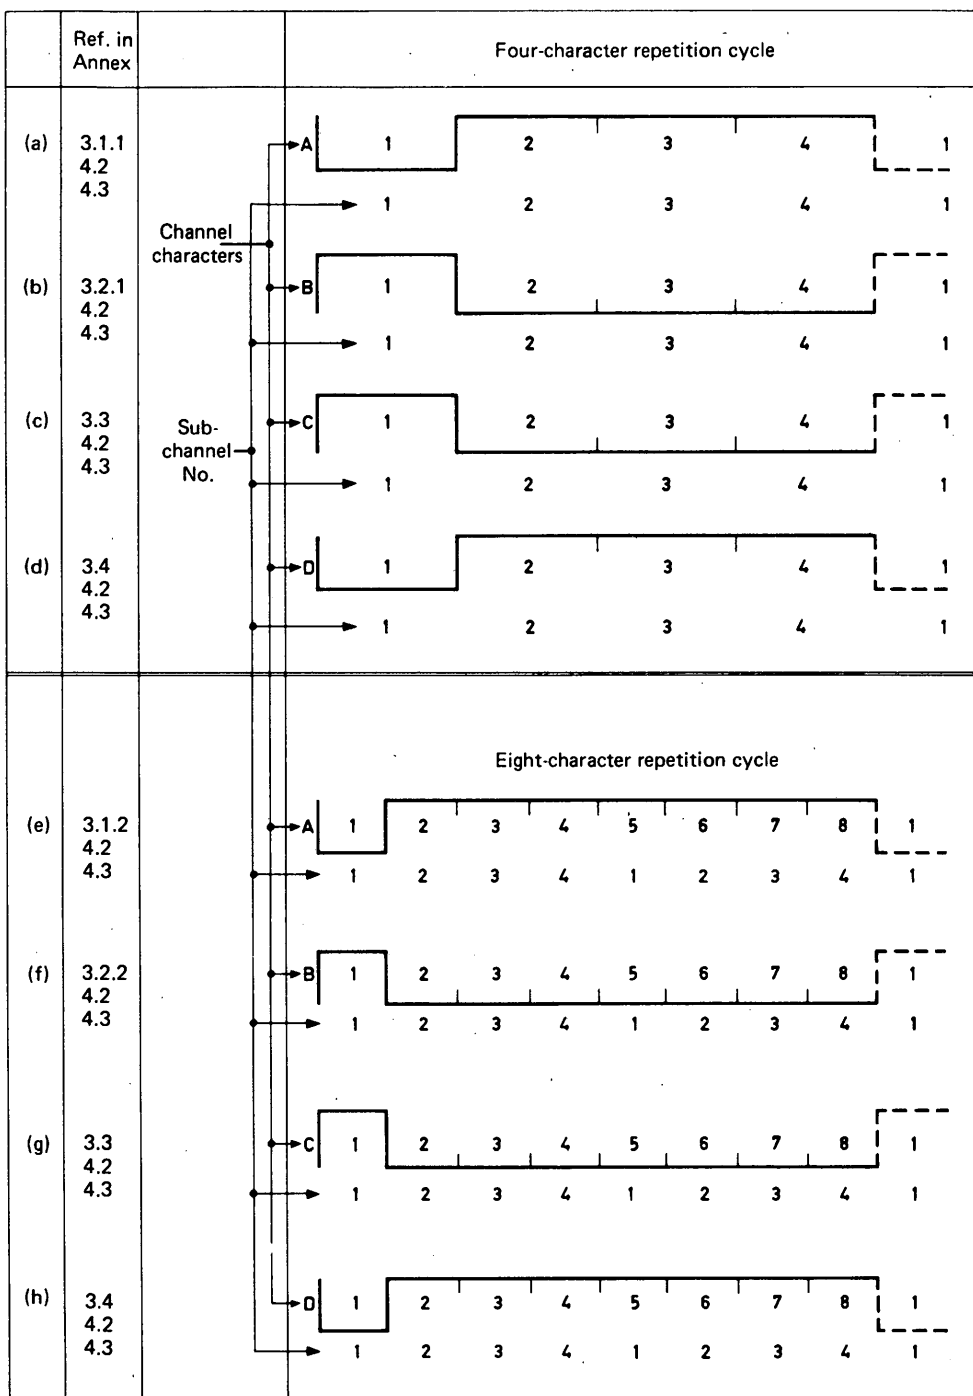 Ref. in
Annex
Four-character repetition cycle
(a) 3.1.1 A 1 2 3 4 1
4.2
4.3
1 2 3 4 1
Channel
characters
(b) 3.2.1 B 1 2 3 4 1
4.2
4.3
1 2 3 4 1
(c) 3.3 C 1 2 3 4 1
4.2
4.3
Sub-
channel
No.
1 2 3 4 1
(d) 3.4 D 1 2 3 4 1
4.2
4.3
1 2 3 4 1
Eight-character repetition cycle
(e) 3.1.2 A 1 2 3 4 5 6 7 8 1
4.2
4.3 1 2 3 4 1 2 3 4 1
(f) 3.2.2 B 1 2 3 4 5 6 7 8 1
4.2
4.3 1 2 3 4 1 2 3 4 1
(g) 3.3 C 1 2 3 4 5 6 7 8 1
4.2
4.3 1 2 3 4 1 2 3 4 1
(h) 3.4 D 1 2 3 4 5 6 7 8 1
4.2
4.3 1 2 3 4 1 2 3 4 1